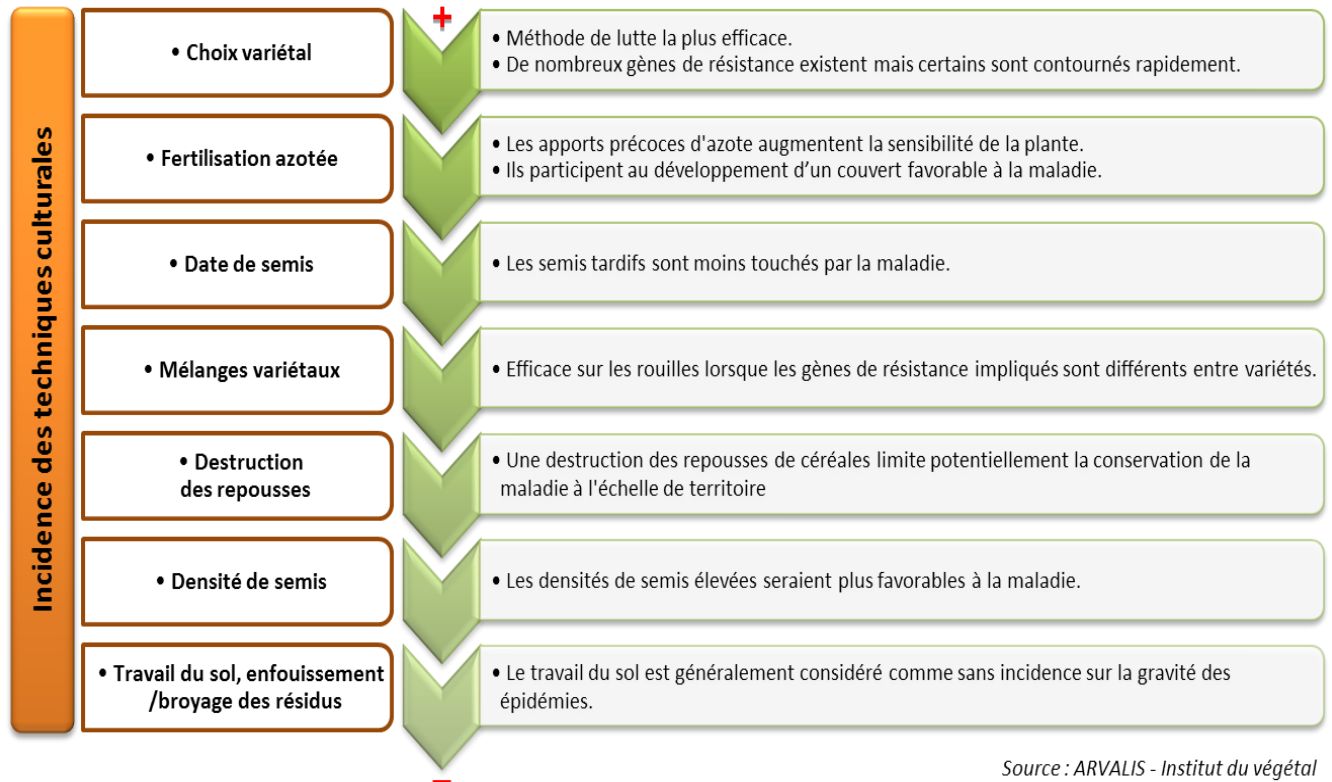 Incidence des techniques culturales
+
• Choix variétal
• Méthode de lutte la plus efficace.
• De nombreux gènes de résistance existent mais certains sont contournés rapidement.
• Fertilisation azotée
• Les apports précoces d'azote augmentent la sensibilité de la plante.
• Ils participent au développement d’un couvert favorable à la maladie.
• Date de semis
• Les semis tardifs sont moins touchés par la maladie.
• Mélanges variétaux
• Efficace sur les rouilles lorsque les gènes de résistance impliqués sont différents entre variétés.
• Destruction
des repousses
• Une destruction des repousses de céréales limite potentiellement la conservation de la
maladie à l'échelle de territoire
• Densité de semis
• Les densités de semis élevées seraient plus favorables à la maladie.
• Travail du sol, enfouissement
/broyage des résidus
• Le travail du sol est généralement considéré comme sans incidence sur la gravité des
épidémies.
–
Source : ARVALIS - Institut du végétal